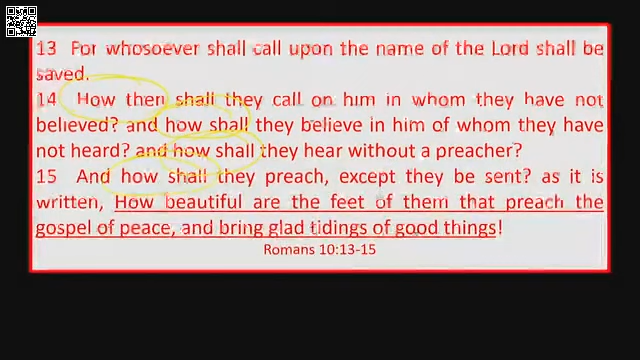 13 For whosoever shall call upon the name of the Lord shall be
saved.
14 How then shall they call on him in whom they have not
believed? and how shall they believe in him of whom they have
not heard? and how shall they hear without a preacher?
15 And how shall they preach, except they be sent? as it is
written, How beautiful are the feet of them that preach the
gospel of peace, and bring glad tidings of good things!
Romans 10:13-15